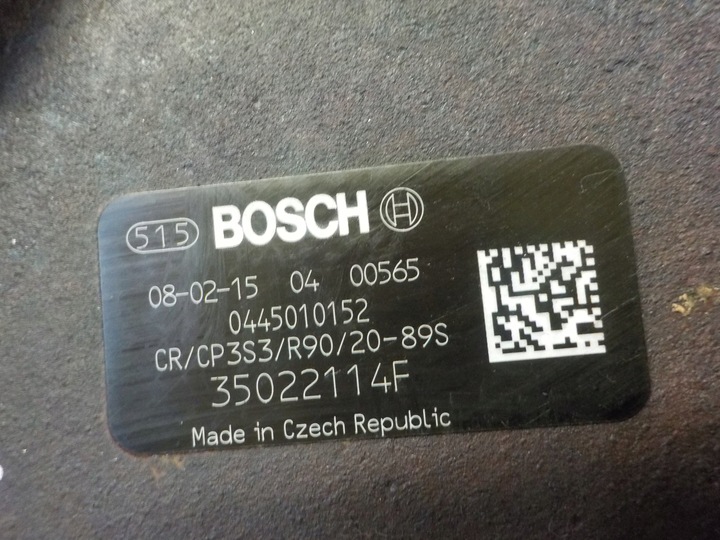 515 BOSCH
08-02-15 04 00565
0445010152
CR/CP3S3/R90/20-89S
35022114F
Made in Czech Republic